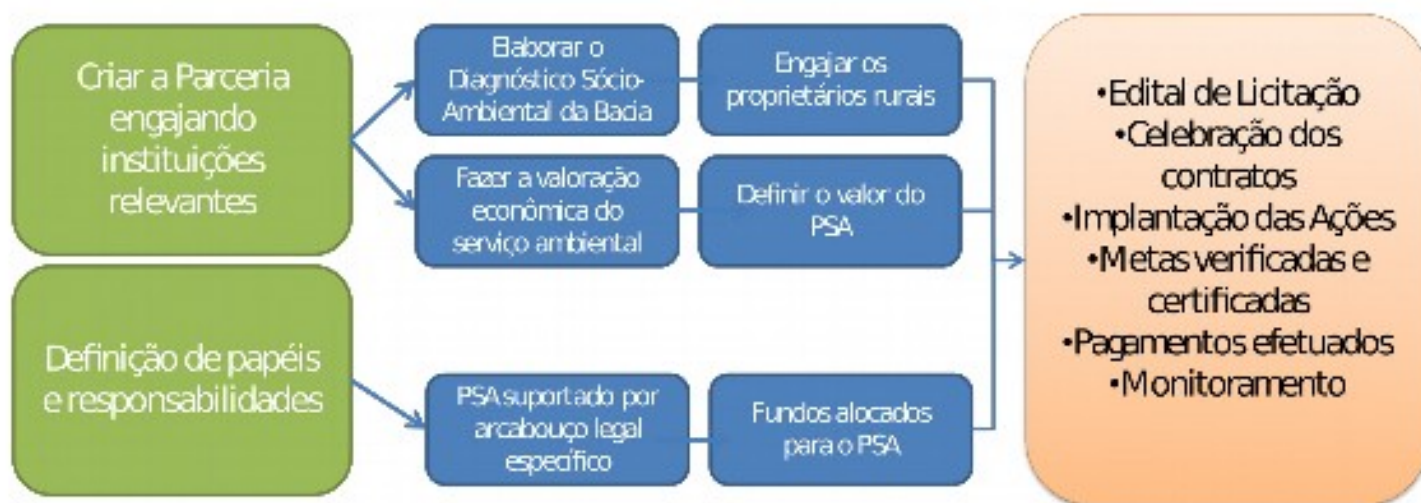 Criar a Parceria
engajando
instituições
relevantes
Definição de papéis
e responsabilidades
Elaborar o
Diagnóstico Sócio-
Ambiental da Bacia
Engajar os
proprietários rurais
Fazer a valoração
econômica do
serviço ambiental
Definir o valor do
PSA
PSA suportado por
arcabouço legal
específico
Fundos alocados
para o PSA
•Edital de Licitação
•Celebração dos
contratos
•Implantação das Ações
•Metas verificadas e
certificadas
•Pagamentos efetuados
•Monitoramento